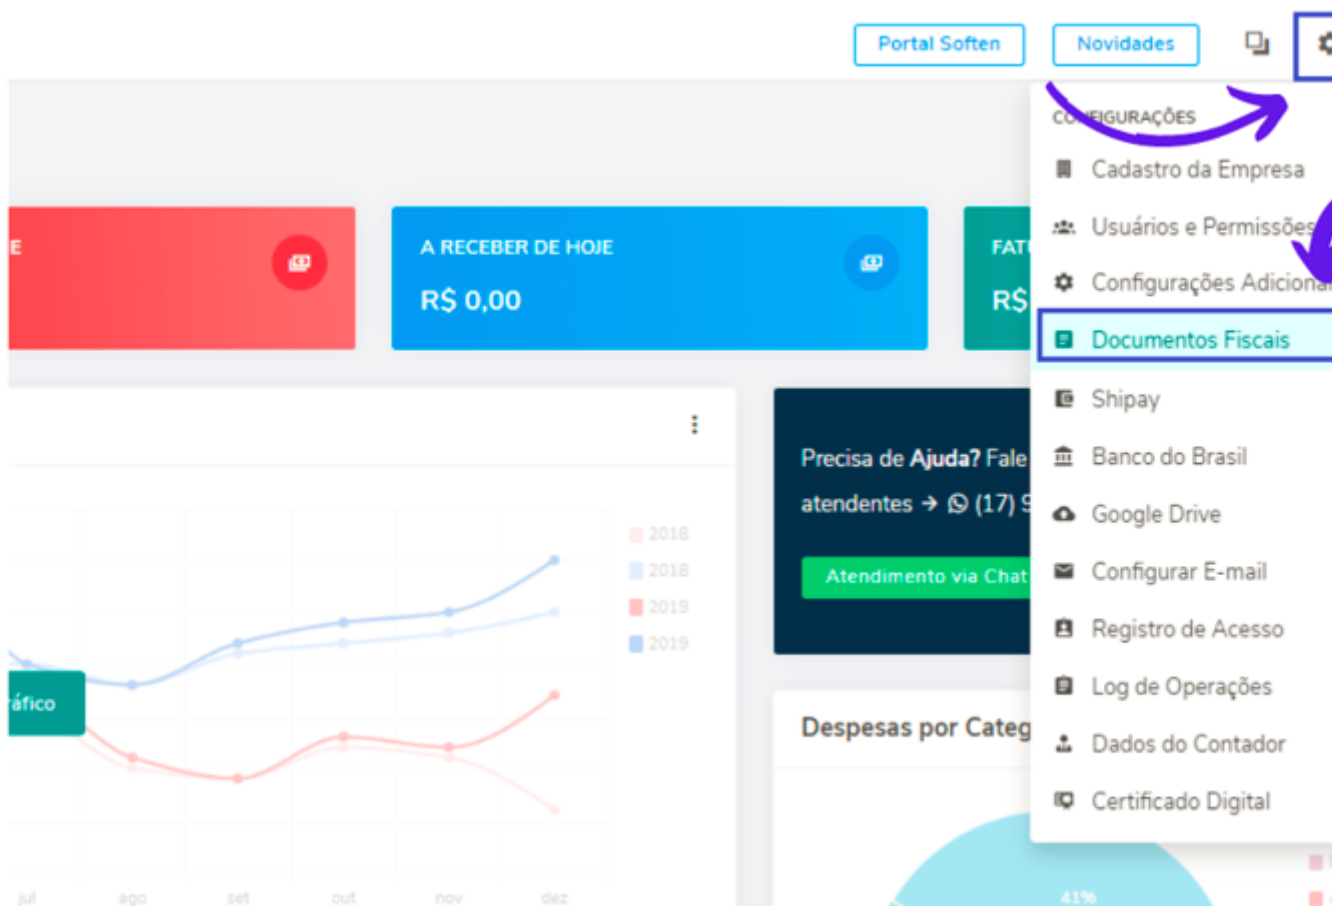 Portal Soften
Novidades
CONFIGURAÇÕES
Cadastro da Empresa
Usuários e Permissões
Configurações Adicionai
Documentos Fiscais
Shipay
Banco do Brasil
Google Drive
Configurar E-mail
Registro de Acesso
Log de Operações
Dados do Contador
Certificado Digital
E
A RECEBER DE HOJE
R$ 0,00
FATU
R$
Precisa de Ajuda? Fale
atendentes → (17) 9
Atendimento via Chat
2018
2018
2019
2019
áfico
jul ago set out nov dez
Despesas por Categ
41%